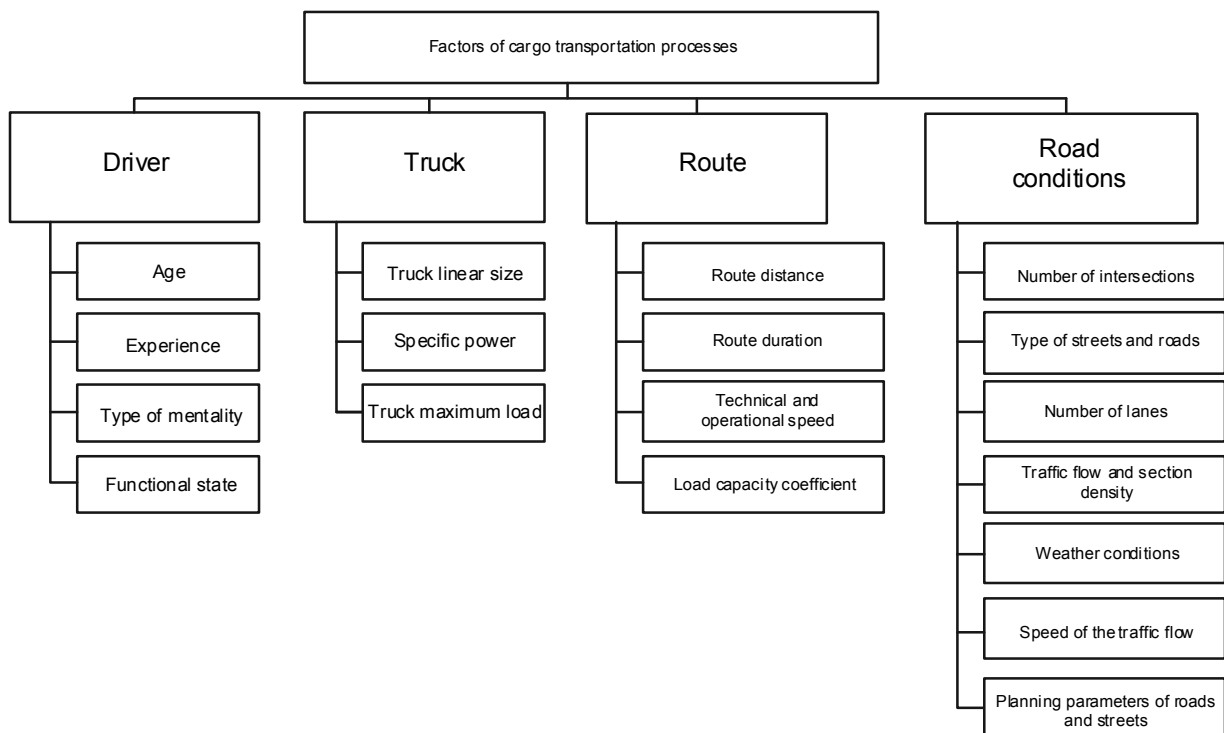 Factors of cargo transportation processes
Driver
Age
Experience
Type of mentality
Functional state
Truck
Truck linear size
Specific power
Truck maximum load
Route
Route distance
Route duration
Technical and
operational speed
Load capacity coefficient
Road
conditions
Number of intersections
Type of streets and roads
Number of lanes
Traffic flow and section
density
Weather conditions
Speed of the traffic flow
Planning parameters of roads
and streets